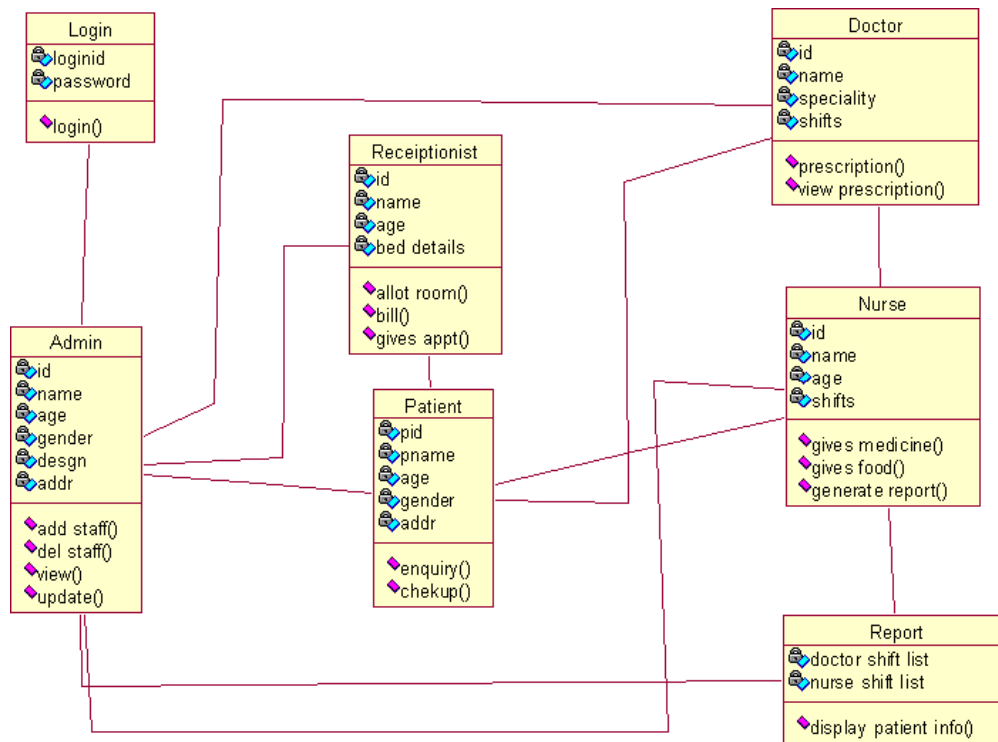 Login
loginid
password
login()
Doctor
id
name
speciality
shifts
prescription()
view prescription()
Receiptionist
id
name
age
bed details
allot room()
bill()
gives appt()
Nurse
id
name
age
shifts
gives medicine()
gives food()
generate report()
Admin
id
name
age
gender
desgn
addr
add staff()
del staff()
view()
update()
Patient
pid
pname
age
gender
addr
enquiry()
chekup()
Report
doctor shift list
nurse shift list
display patient info()